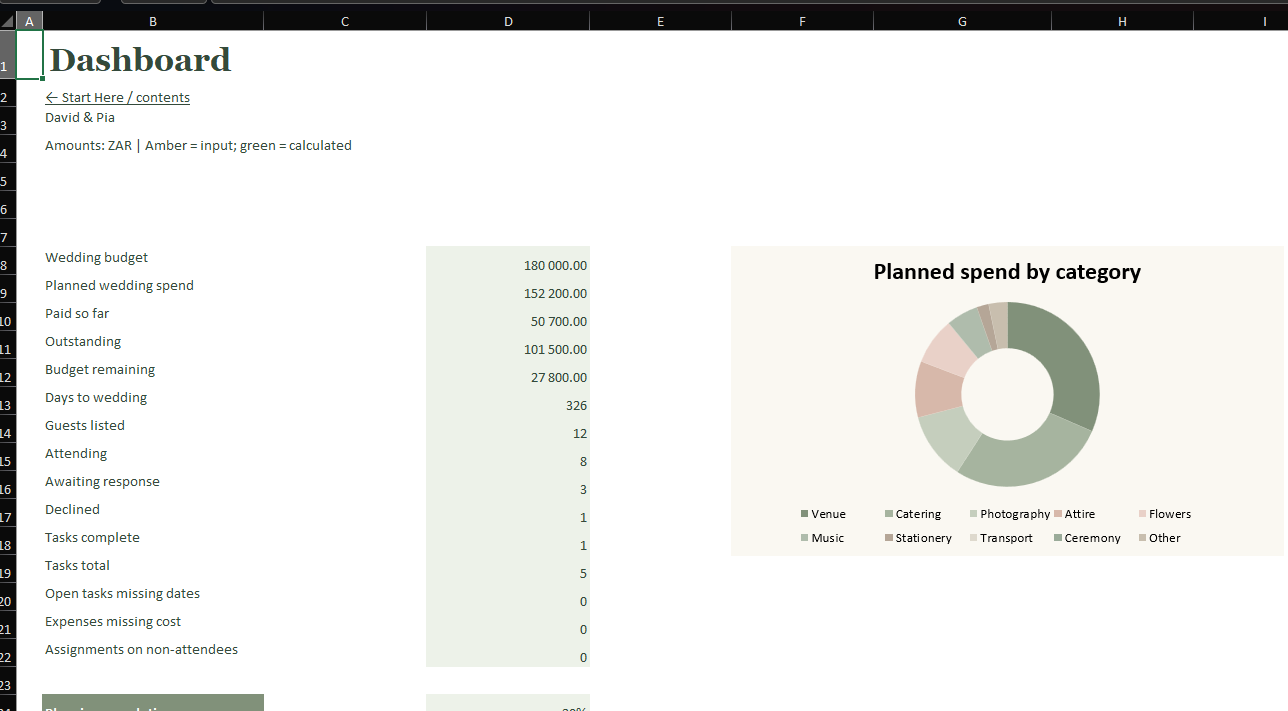 A B C D E F G H I
1 Dashboard
2 ← Start Here / contents
3 David & Pia
4 Amounts: ZAR | Amber = input; green = calculated
5
6
7
8 Wedding budget 180 000.00
9 Planned wedding spend 152 200.00
10 Paid so far 50 700.00
11 Outstanding 101 500.00
12 Budget remaining 27 800.00
13 Days to wedding 326
14 Guests listed 12
15 Attending 8
16 Awaiting response 3
17 Declined 1
18 Tasks complete 1
19 Tasks total 5
20 Open tasks missing dates 0
21 Expenses missing cost 0
22 Assignments on non-attendees 0
23
Planned spend by category
Venue Catering Photography Attire Flowers
Music Stationery Transport Ceremony Other